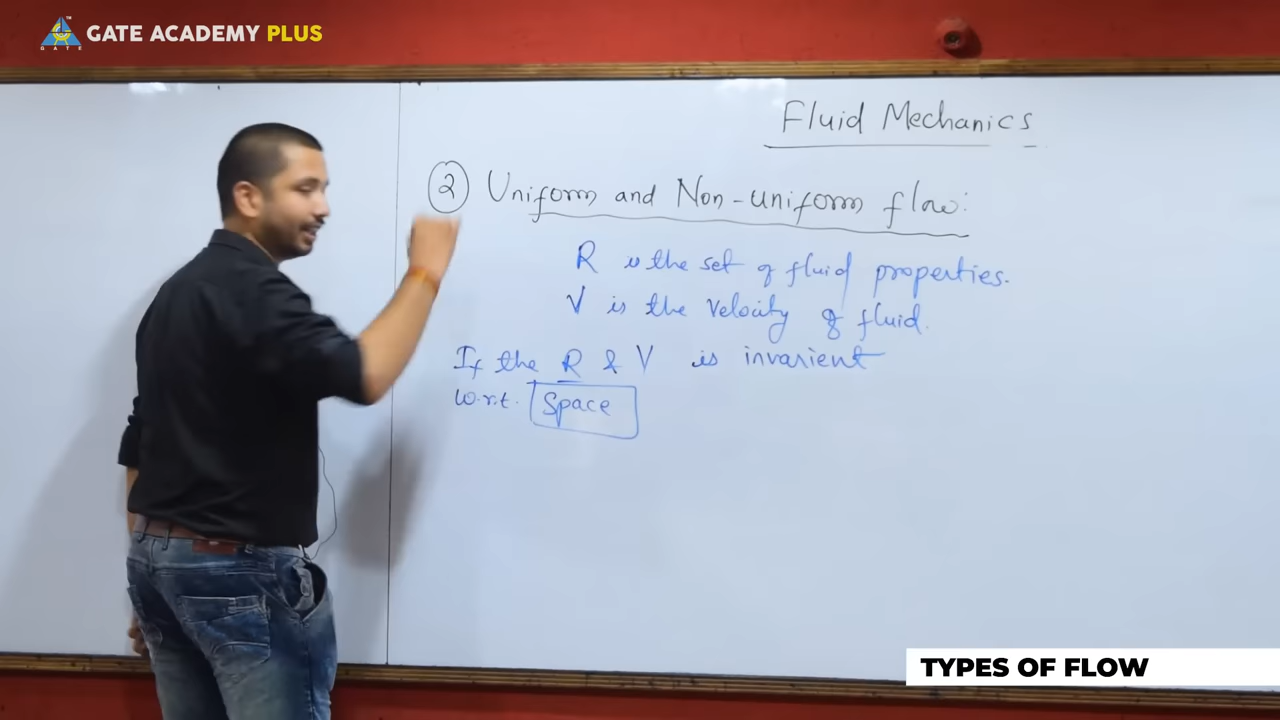 GATE ACADEMY PLUS
GATE
Fluid Mechanics
② Uniform and Non-uniform flow:
R is the set of fluid properties.
V is the velocity of fluid.
If the R & V is invarient
w.r.t. Space
TYPES OF FLOW